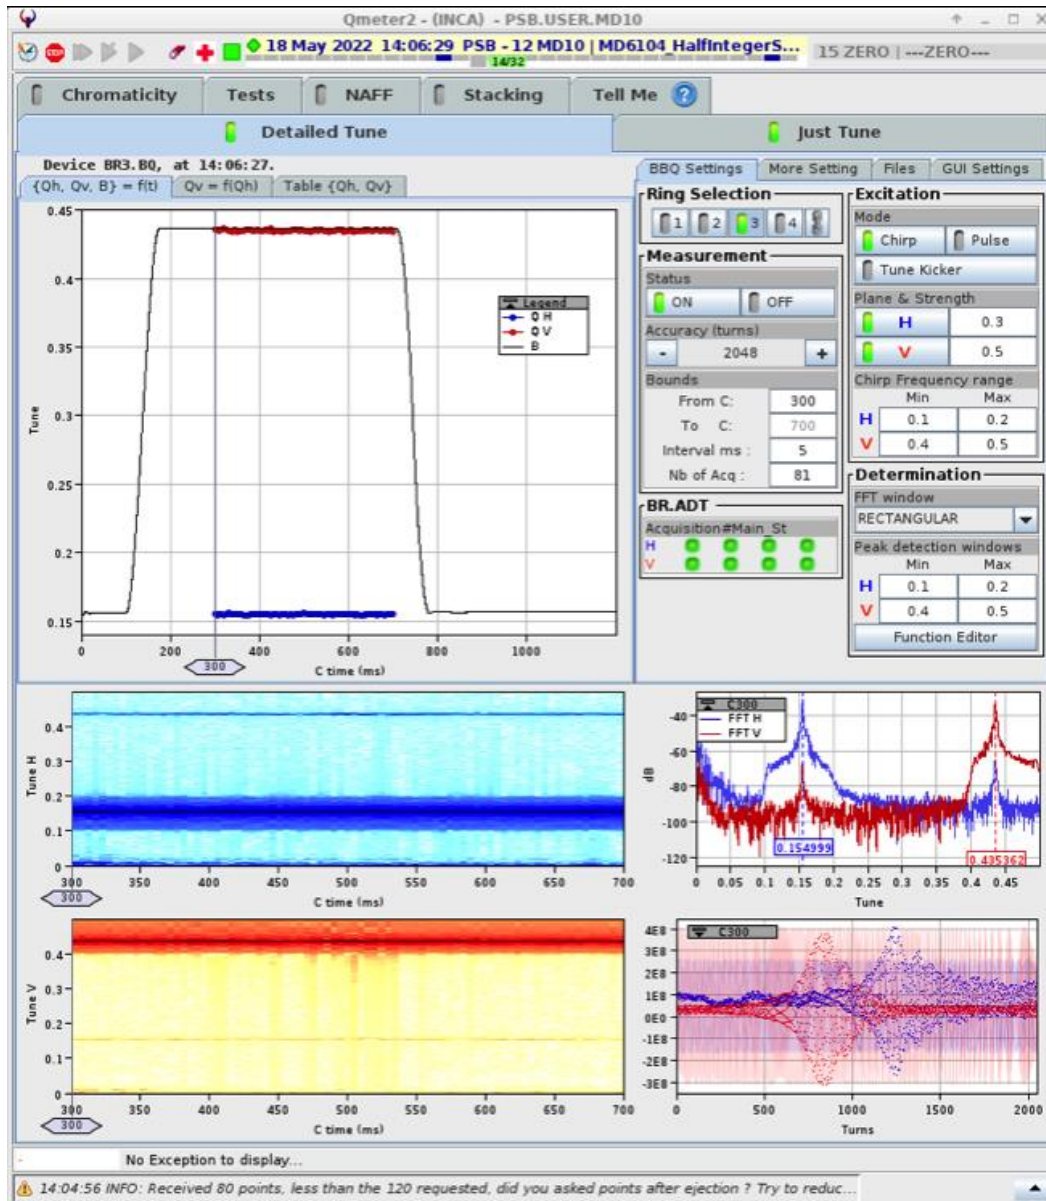 Qmeter2 - (INCA) - PSB.USER.MD10
STOP
18 May 2022 14:06:29 PSB - 12 MD10 | MD6104_HalfIntegerS...
14/32
15 ZERO | ---ZERO---
Chromaticity Tests NAFF Stacking Tell Me ?
Detailed Tune Just Tune
Device BR3.BQ, at 14:06:27.
{Qh, Qv, B} = f(t) Qv = f(Qh) Table {Qh, Qv}
0.45
0.4
0.35
0.3
0.25
0.2
0.15
Tune
Legend
Q H
Q V
B
0 200 400 600 800 1000
300
C time (ms)
BBQ Settings More Setting Files GUI Settings
Ring Selection
1 2 3 4
Measurement
Status
ON OFF
Accuracy (turns)
- 2048 +
Bounds
From C: 300
To C: 700
Interval ms : 5
Nb of Acq : 81
BR.ADT
Acquisition#Main_St
H
V
Excitation
Mode
Chirp Pulse
Tune Kicker
Plane & Strength
H 0.3
V 0.5
Chirp Frequency range
Min Max
H 0.1 0.2
V 0.4 0.5
Determination
FFT window
RECTANGULAR
Peak detection windows
Min Max
H 0.1 0.2
V 0.4 0.5
Function Editor
0.4
0.3
0.2
0.1
0
Tune H
300 350 400 450 500 550 600 650 700
300
C time (ms)
C300
FFT H
FFT V
-40
-60
-80
-100
-120
dB
0.154999
0.435362
0 0.05 0.1 0.15 0.2 0.25 0.3 0.35 0.4 0.45
Tune
0.4
0.3
0.2
0.1
0
Tune V
300 350 400 450 500 550 600 650 700
300
C time (ms)
C300
4E8
3E8
2E8
1E8
0E0
-1E8
-2E8
-3E8
0 500 1000 1500 2000
Turns
- No Exception to display...
14:04:56 INFO: Received 80 points, less than the 120 requested, did you asked points after ejection ? Try to reduc...